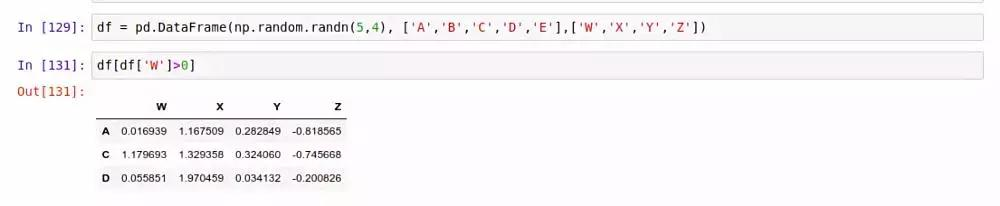 In [129]: df = pd.DataFrame(np.random.randn(5,4), ['A','B','C','D','E'],['W','X','Y','Z'])
In [131]: df[df['W']>0]
Out[131]:
W X Y Z
A 0.016939 1.167509 0.282849 -0.818565
C 1.179693 1.329358 0.324060 -0.745668
D 0.055851 1.970459 0.034132 -0.200826